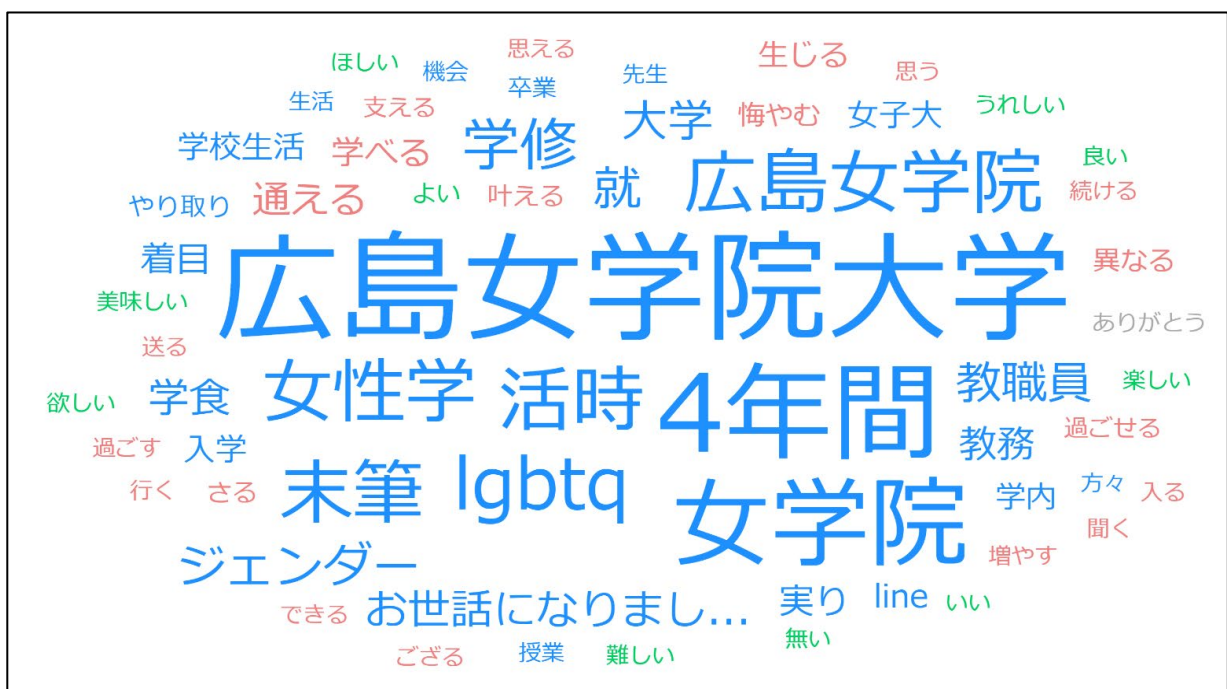 思える
生じる
ほしい
機会
先生
思う
卒業
生活
支える
大学
悔やむ
女子大
うれしい
学校生活
学べる
学修
広島女学院
良い
やり取り
通える
よい
叶える
就
続ける
着目
広島女学院大学
異なる
美味しい
ありがとう
送る
欲しい
学食
女性学
活時
4年間
教職員
楽しい
過ごす
入学
教務
過ごせる
行く
さる
末筆
lgbtq
女学院
学内
方々
入る
聞く
ジェンダー
増やす
できる
お世話になりまし...
実り
line
いい
無い
ござる
授業
難しい